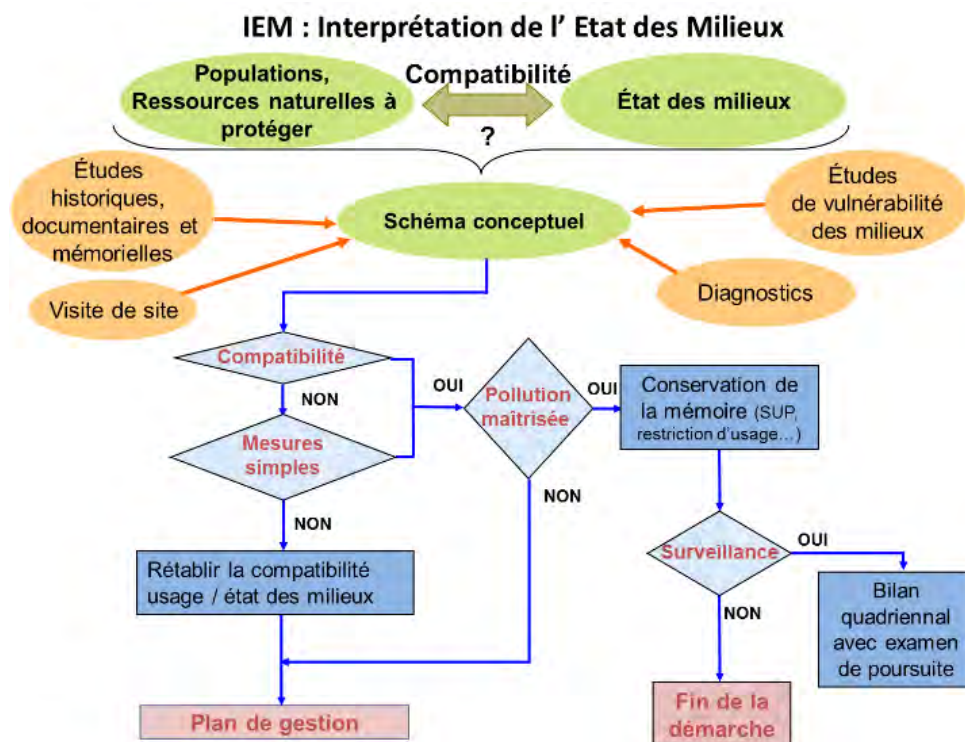 IEM : Interprétation de l' Etat des Milieux
Populations,
Ressources naturelles à
protéger
Compatibilité
?
État des milieux
Études
historiques,
documentaires et
mémorielles
Schéma conceptuel
Études
de vulnérabilité
des milieux
Visite de site
Diagnostics
Compatibilité
NON
Mesures
simples
NON
Rétablir la compatibilité
usage / état des milieux
Plan de gestion
OUI
Pollution
maîtrisée
OUI
NON
Conservation de
la mémoire (SUP,
restriction d'usage…)
Surveillance
OUI
NON
Bilan
quadriennal
avec examen
de poursuite
Fin de la
démarche